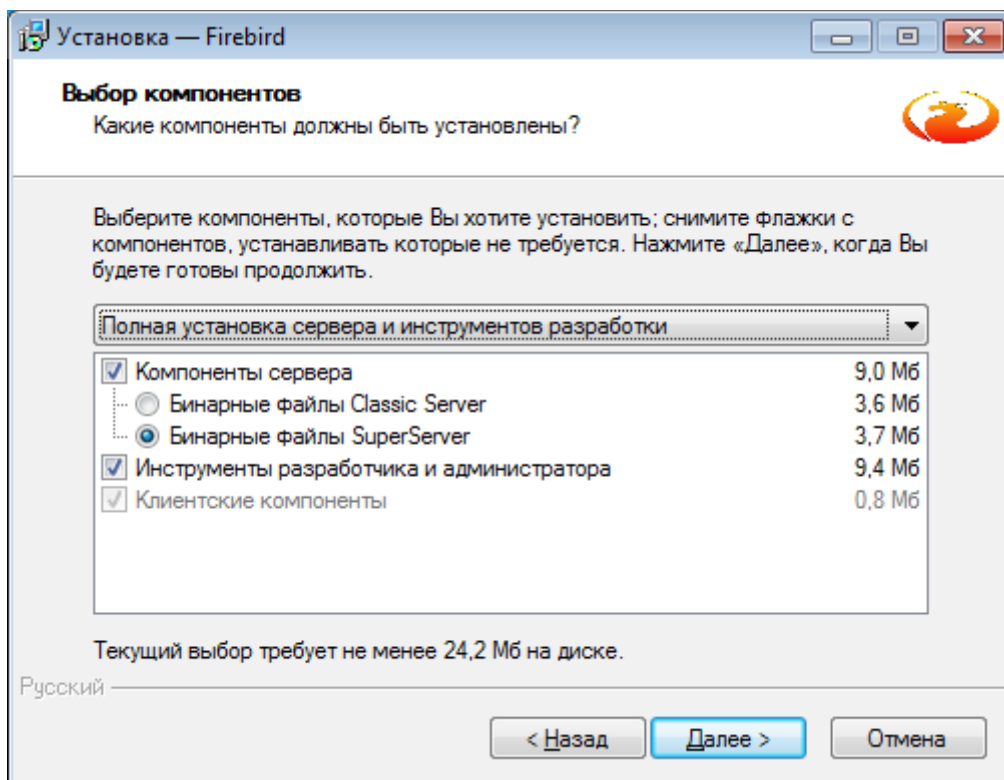 Установка — Firebird
Выбор компонентов
Какие компоненты должны быть установлены?
Выберите компоненты, которые Вы хотите установить; снимите флажки с
компонентов, устанавливать которые не требуется. Нажмите «Далее», когда Вы
будете готовы продолжить.
Полная установка сервера и инструментов разработки
Компоненты сервера 9,0 Мб
Бинарные файлы Classic Server 3,6 Мб
Бинарные файлы SuperServer 3,7 Мб
Инструменты разработчика и администратора 9,4 Мб
Клиентские компоненты 0,8 Мб
Текущий выбор требует не менее 24,2 Мб на диске.
Русский
< Назад Далее > Отмена